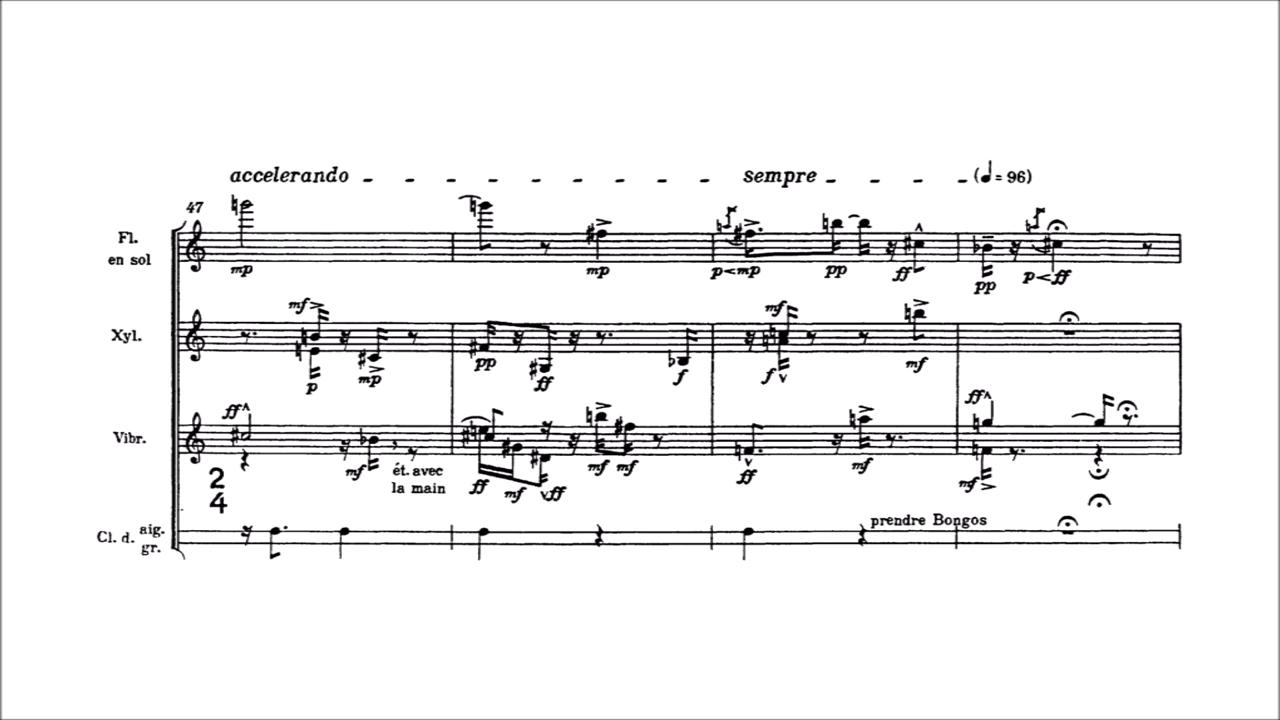 accelerando sempre (♩= 96)
47
Fl.
en sol
mp mp p<mp pp ff pp p<ff
mf mf
Xyl.
p mp pp ff f f mf
ff ff
Vibr.
mf ét. avec
la main
ff mf ff mf mf ff mf mf
2
4
prendre Bongos
Cl. d. aig.
gr.